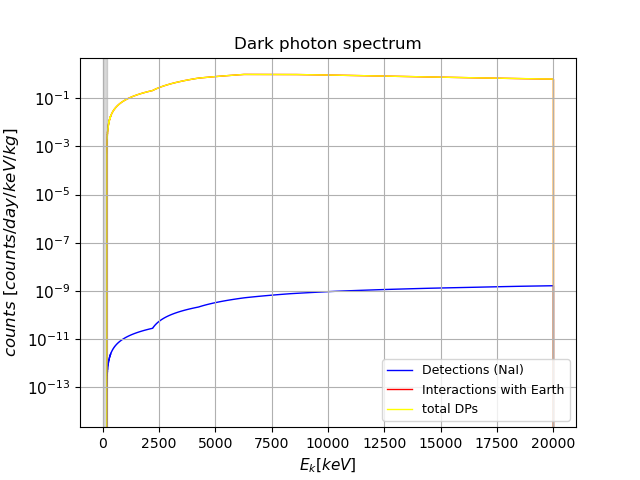 Dark photon spectrum
counts [counts/day/keV/kg]
10⁻¹
10⁻³
10⁻⁵
10⁻⁷
10⁻⁹
10⁻¹¹
10⁻¹³
Detections (NaI)
Interactions with Earth
total DPs
0 2500 5000 7500 10000 12500 15000 17500 20000
Eₖ[keV]